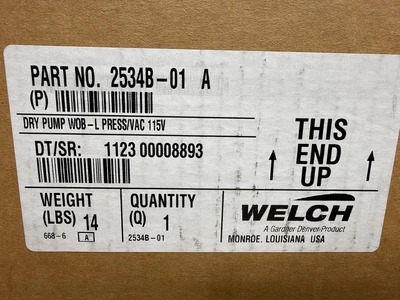 PART NO. 2534B-01 A
(P)
DRY PUMP WOB-L PRESS/VAC 115V
DT/SR: 1123 00008893
THIS
END
UP
WEIGHT
(LBS) 14
668-6 A
QUANTITY
(Q) 1
2534B-01
WELCH
A Gardner Denver Product
MONROE, LOUISIANA USA